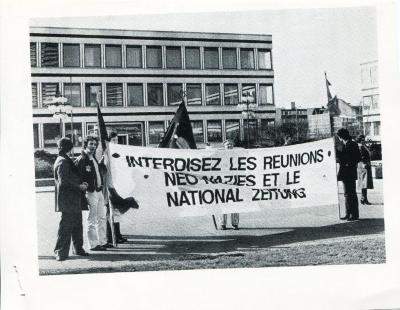 INTERDISEZ LES REUNIONS
NEO NAZIES ET LE
NATIONAL ZEITUNG